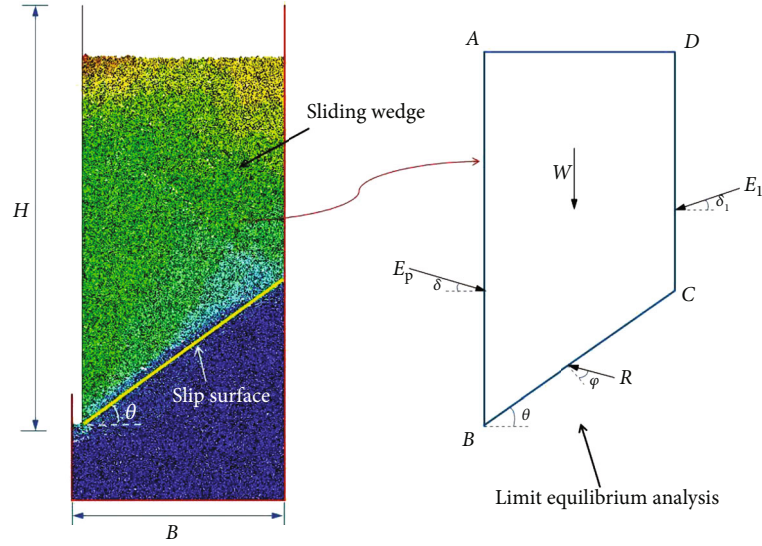 H
Sliding wedge
Slip surface
θ
B
A
D
W
E₁
δ₁
Eₚ
δ
C
R
φ
θ
B
Limit equilibrium analysis